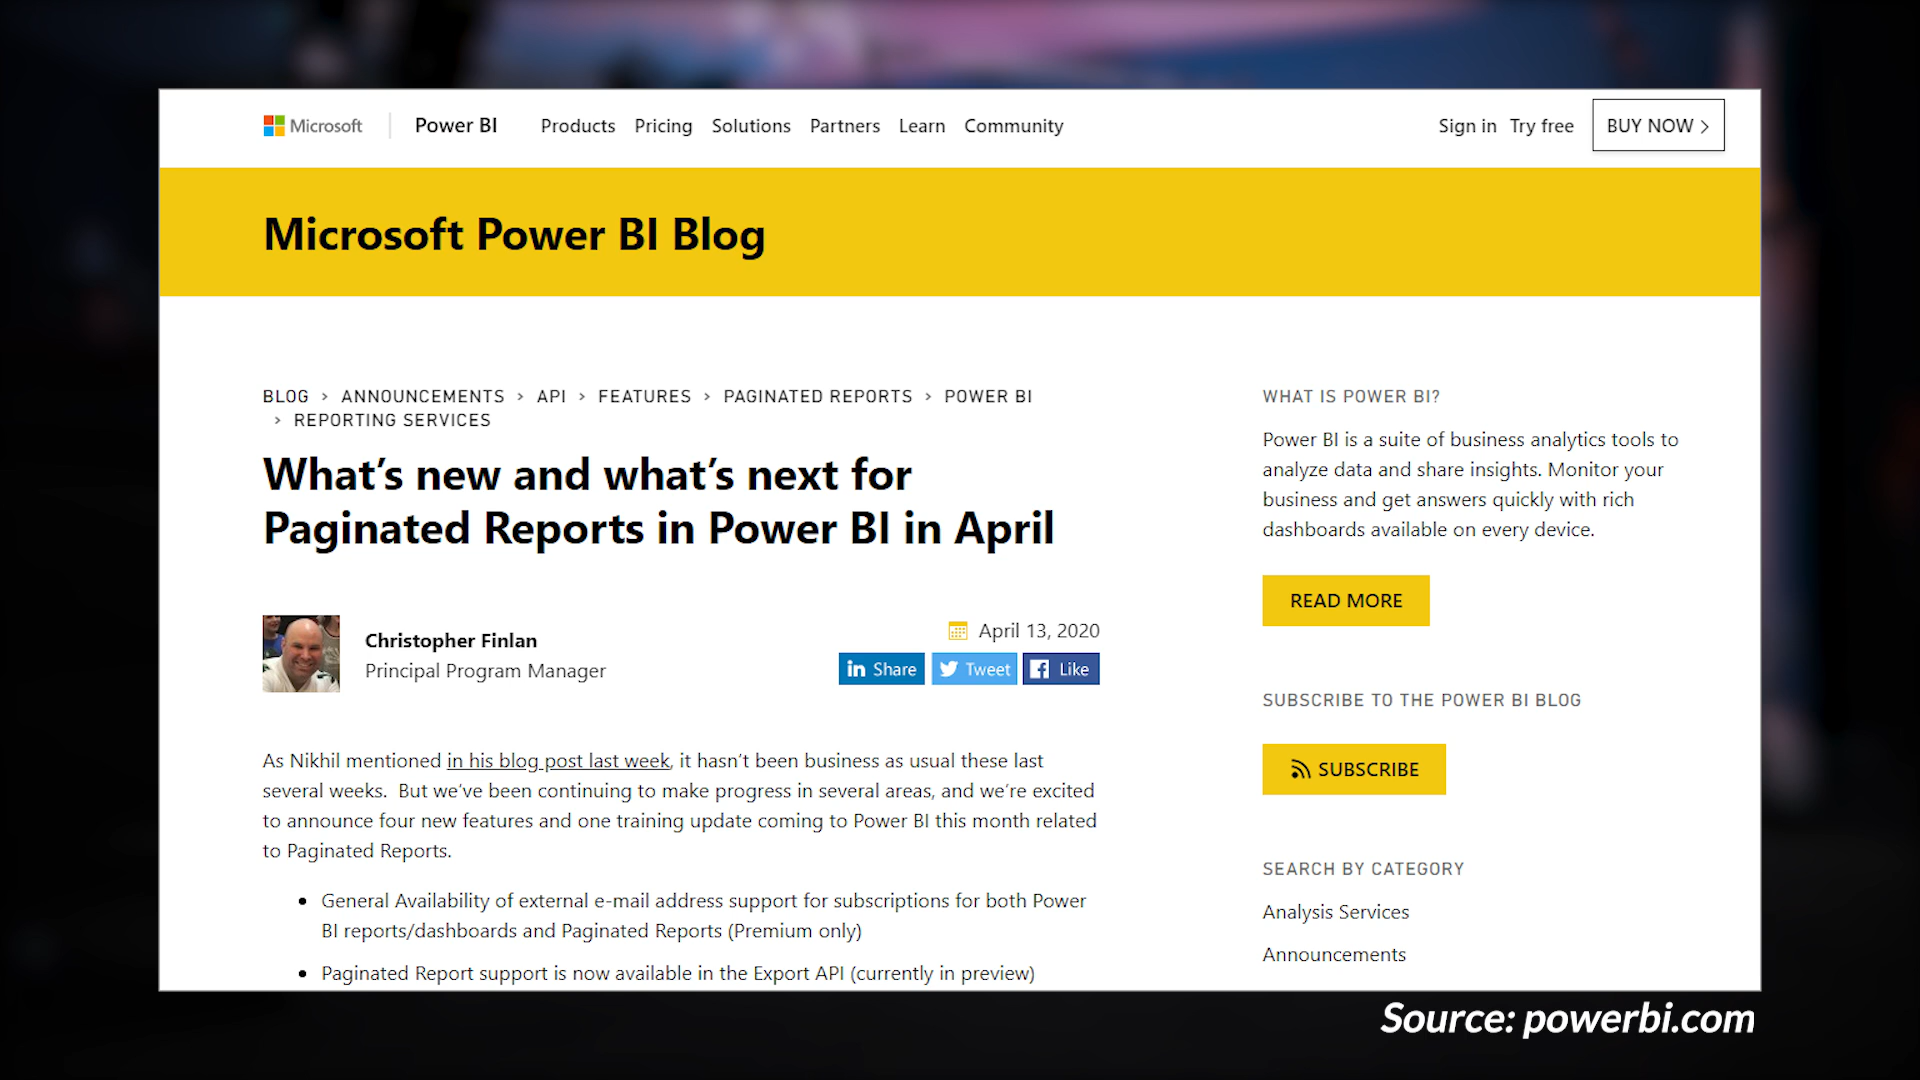 Microsoft Power BI Products Pricing Solutions Partners Learn Community Sign in Try free BUY NOW >
Microsoft Power BI Blog
BLOG > ANNOUNCEMENTS > API > FEATURES > PAGINATED REPORTS > POWER BI
> REPORTING SERVICES
What’s new and what’s next for
Paginated Reports in Power BI in April
Christopher Finlan
Principal Program Manager
April 13, 2020
in Share Tweet Like
As Nikhil mentioned in his blog post last week, it hasn’t been business as usual these last
several weeks.  But we’ve been continuing to make progress in several areas, and we’re excited
to announce four new features and one training update coming to Power BI this month related
to Paginated Reports.
• General Availability of external e-mail address support for subscriptions for both Power
BI reports/dashboards and Paginated Reports (Premium only)
• Paginated Report support is now available in the Export API (currently in preview)
WHAT IS POWER BI?
Power BI is a suite of business analytics tools to
analyze data and share insights. Monitor your
business and get answers quickly with rich
dashboards available on every device.
READ MORE
SUBSCRIBE TO THE POWER BI BLOG
SUBSCRIBE
SEARCH BY CATEGORY
Analysis Services
Announcements
Source: powerbi.com